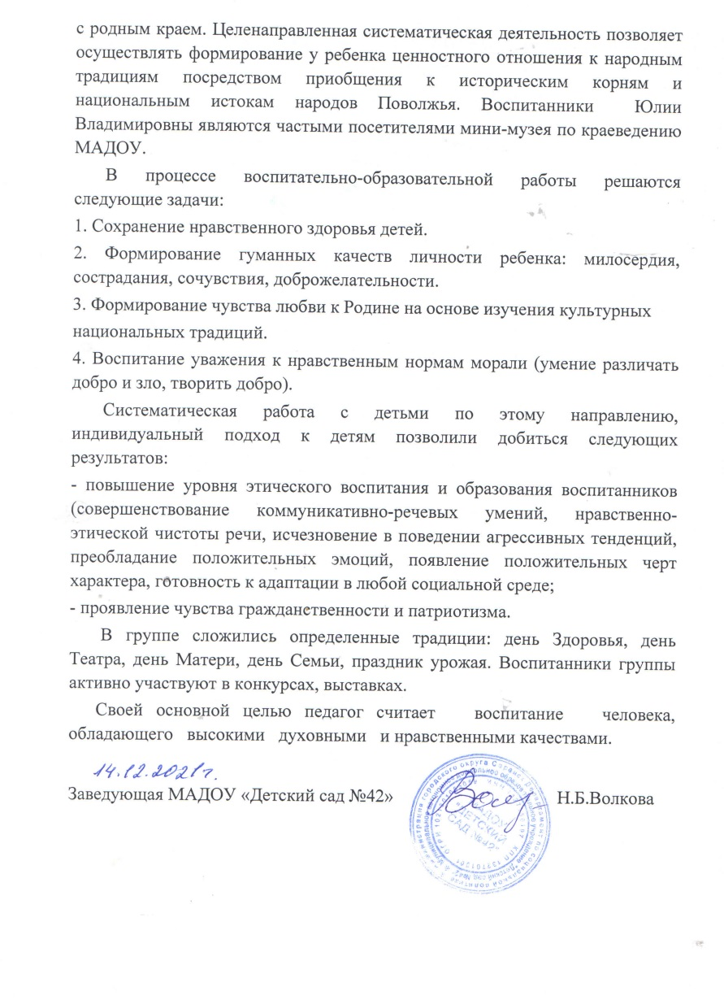 с родным краем. Целенаправленная систематическая деятельность позволяет
осуществлять формирование у ребенка ценностного отношения к народным
традициям посредством приобщения к историческим корням и
национальным истокам народов Поволжья. Воспитанники Юлии
Владимировны являются частыми посетителями мини-музея по краеведению
МАДОУ.
В процессе воспитательно-образовательной работы решаются
следующие задачи:
1. Сохранение нравственного здоровья детей.
2. Формирование гуманных качеств личности ребенка: милосердия,
сострадания, сочувствия, доброжелательности.
3. Формирование чувства любви к Родине на основе изучения культурных
национальных традиций.
4. Воспитание уважения к нравственным нормам морали (умение различать
добро и зло, творить добро).
Систематическая работа с детьми по этому направлению,
индивидуальный подход к детям позволили добиться следующих
результатов:
- повышение уровня этического воспитания и образования воспитанников
(совершенствование коммуникативно-речевых умений, нравственно-
этической чистоты речи, исчезновение в поведении агрессивных тенденций,
преобладание положительных эмоций, появление положительных черт
характера, готовность к адаптации в любой социальной среде;
- проявление чувства гражданственности и патриотизма.
В группе сложились определенные традиции: день Здоровья, день
Театра, день Матери, день Семьи, праздник урожая. Воспитанники группы
активно участвуют в конкурсах, выставках.
Своей основной целью педагог считает воспитание человека,
обладающего высокими духовными и нравственными качествами.
14.12.2021г.
Заведующая МАДОУ «Детский сад №42» Н.Б.Волкова
МАДОУ
"ДЕТСКИЙ
САД №42"